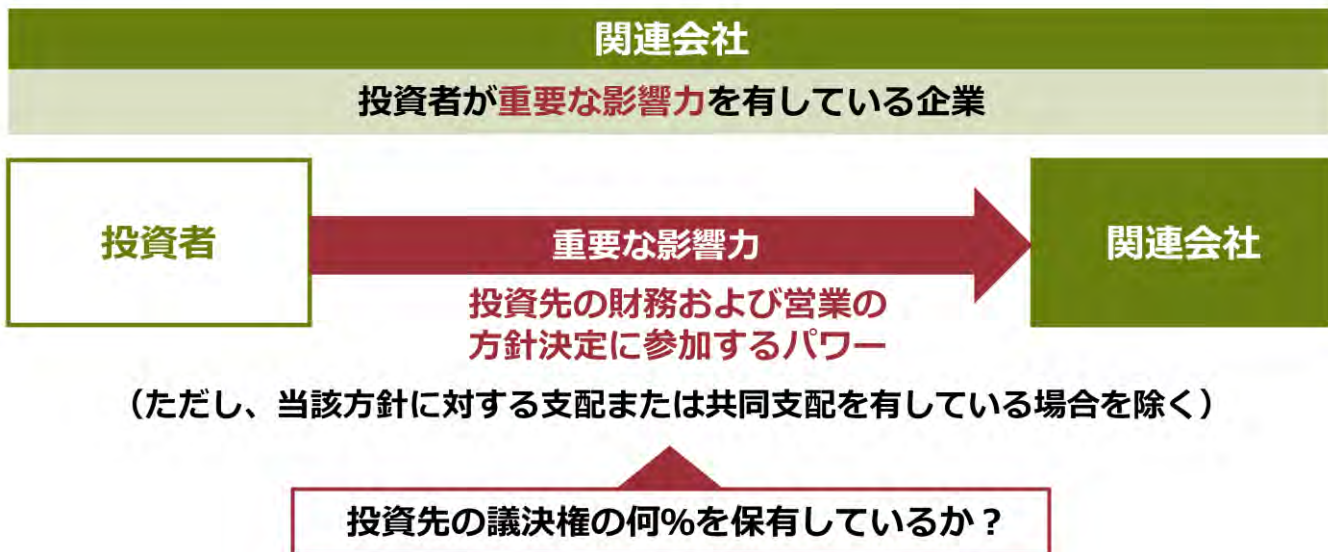 関連会社
投資者が重要な影響力を有している企業
投資者
重要な影響力
関連会社
投資先の財務および営業の
方針決定に参加するパワー
（ただし、当該方針に対する支配または共同支配を有している場合を除く）
投資先の議決権の何%を保有しているか？